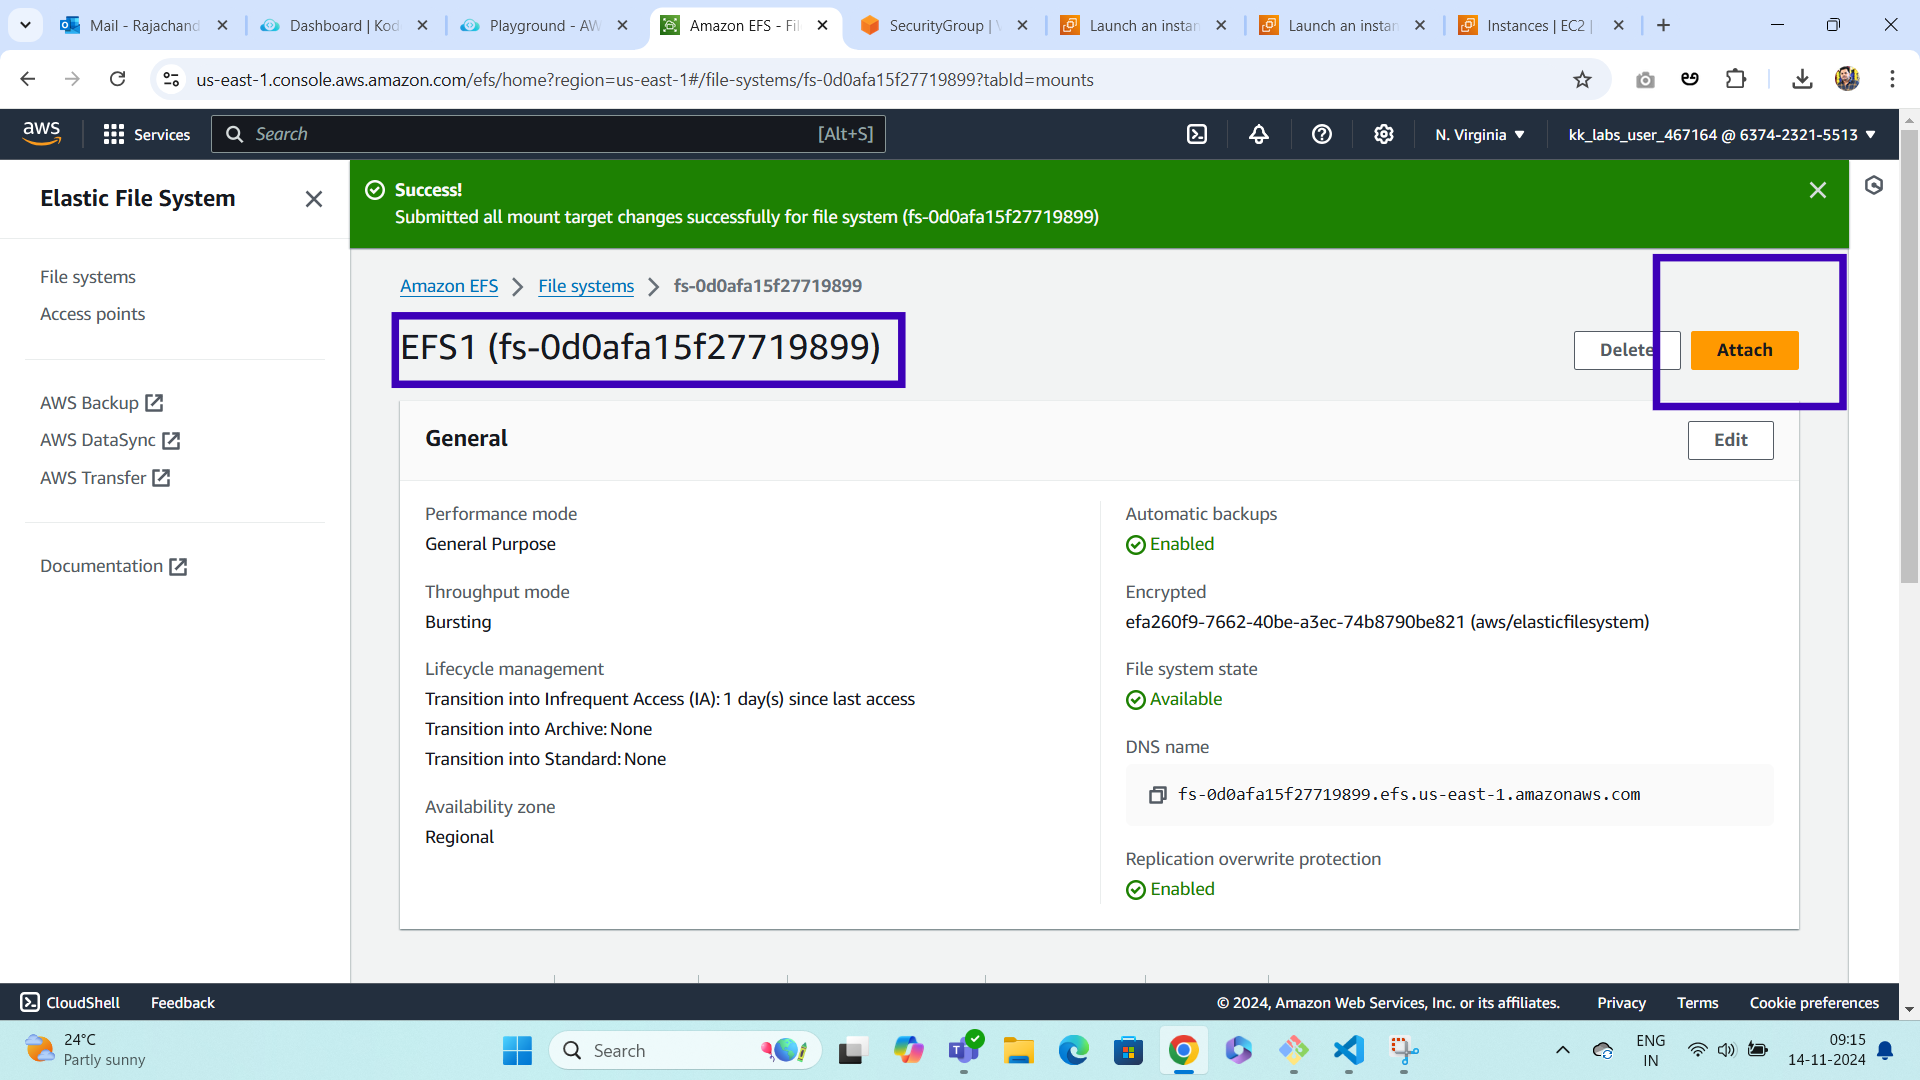 Mail - Rajachand
Dashboard | Kod
Playground - AW
Amazon EFS - Fil
SecurityGroup | V
Launch an instan
Launch an instan
Instances | EC2 |
us-east-1.console.aws.amazon.com/efs/home?region=us-east-1#/file-systems/fs-0d0afa15f27719899?tabId=mounts
aws
Services
Search
[Alt+S]
N. Virginia
kk_labs_user_467164 @ 6374-2321-5513
Elastic File System
File systems
Access points
AWS Backup
AWS DataSync
AWS Transfer
Documentation
Success!
Submitted all mount target changes successfully for file system (fs-0d0afa15f27719899)
Amazon EFS
File systems
fs-0d0afa15f27719899
EFS1 (fs-0d0afa15f27719899)
Delete
Attach
General
Edit
Performance mode
General Purpose
Throughput mode
Bursting
Lifecycle management
Transition into Infrequent Access (IA): 1 day(s) since last access
Transition into Archive: None
Transition into Standard: None
Availability zone
Regional
Automatic backups
Enabled
Encrypted
efa260f9-7662-40be-a3ec-74b8790be821 (aws/elasticfilesystem)
File system state
Available
DNS name
fs-0d0afa15f27719899.efs.us-east-1.amazonaws.com
Replication overwrite protection
Enabled
CloudShell
Feedback
© 2024, Amazon Web Services, Inc. or its affiliates.
Privacy
Terms
Cookie preferences
24°C
Partly sunny
Search
ENG
IN
09:15
14-11-2024